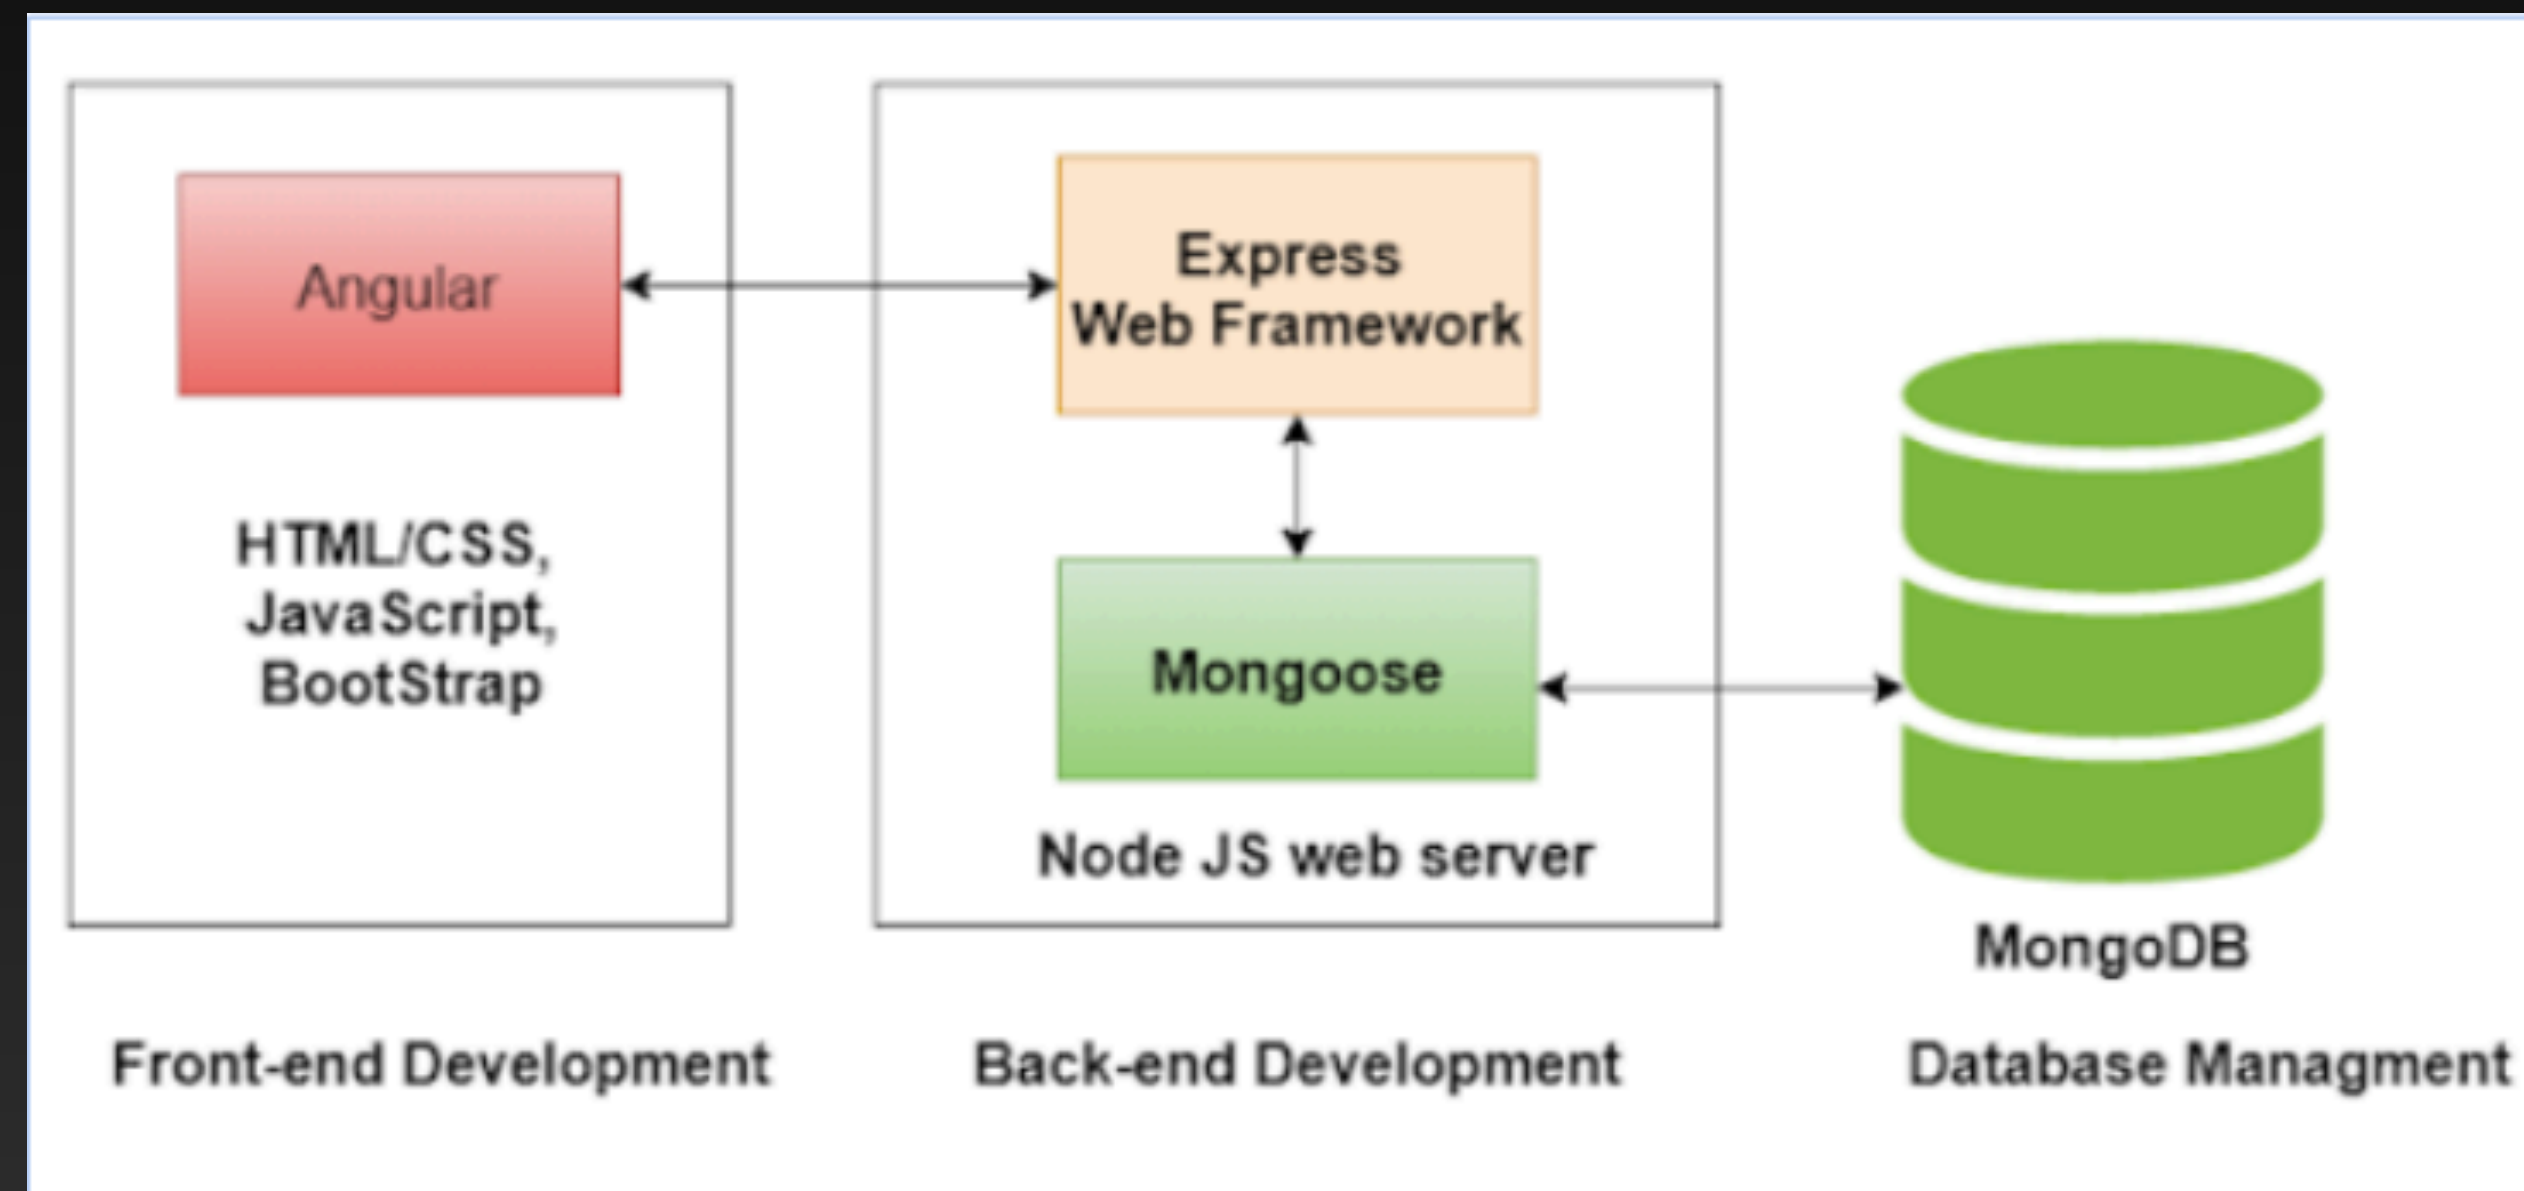 Angular
HTML/CSS,
JavaScript,
BootStrap
Express
Web Framework
Mongoose
Node JS web server
MongoDB
Front-end Development
Back-end Development
Database Managment